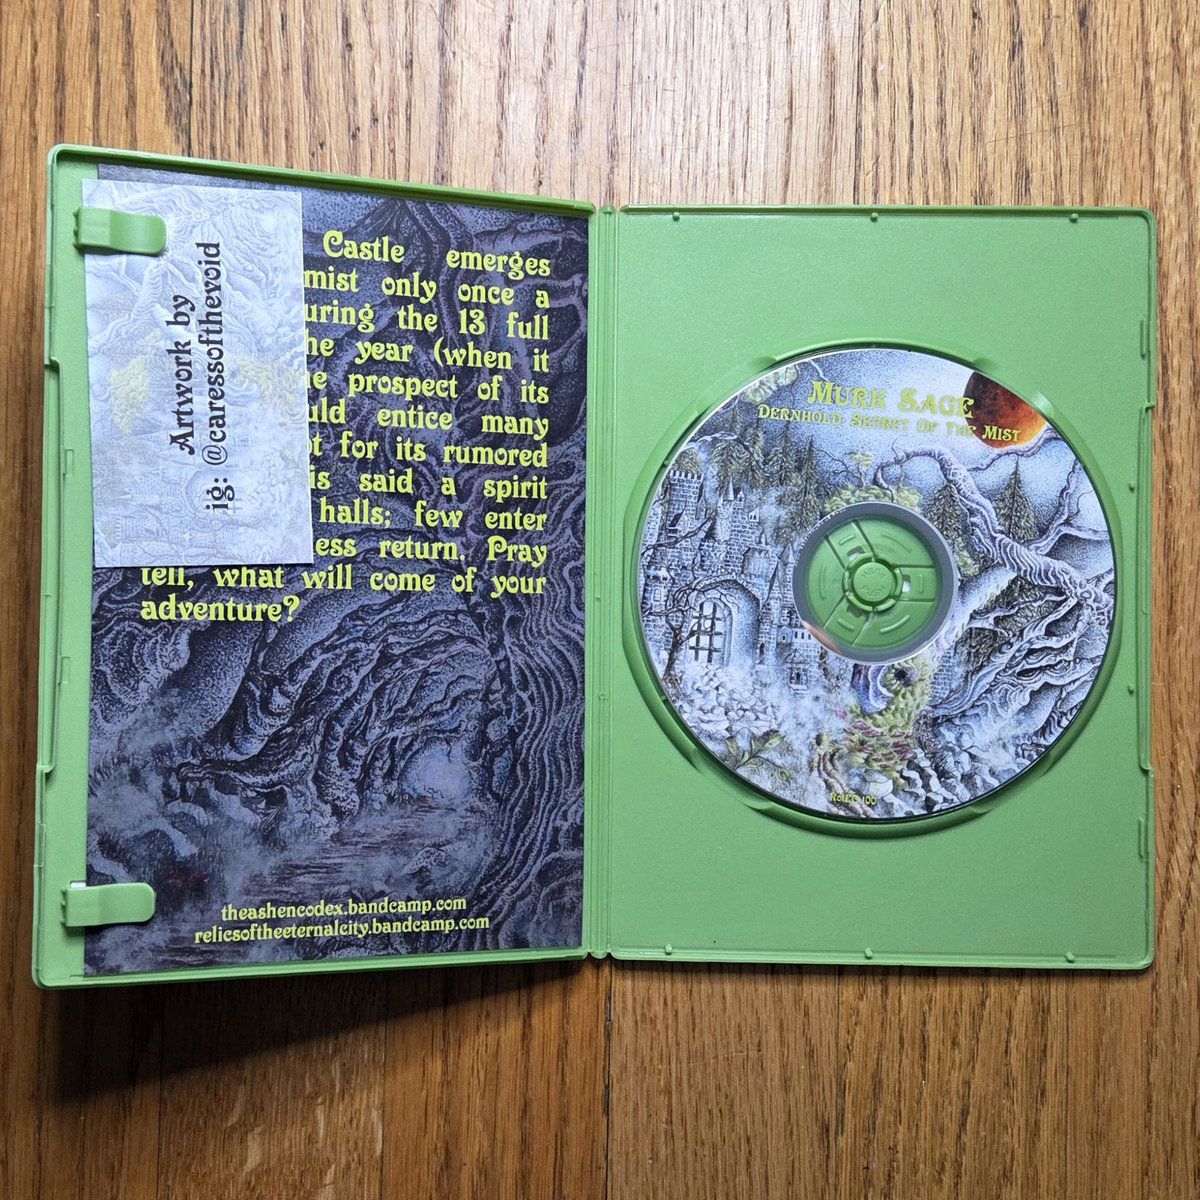 Artwork by
ig: @caressofthevoid
Castle emerges
mist only once a
uring the 13 full
he year (when it
e prospect of its
uld entice many
t for its rumored
is said a spirit
halls; few enter
ess return. Pray
tell, what will come of your
adventure?
theashencodex.bandcamp.com
relicsoftheeternalcity.bandcamp.com
Murk Sage
Dernhold: Secret Of The Mist
RotEC 100